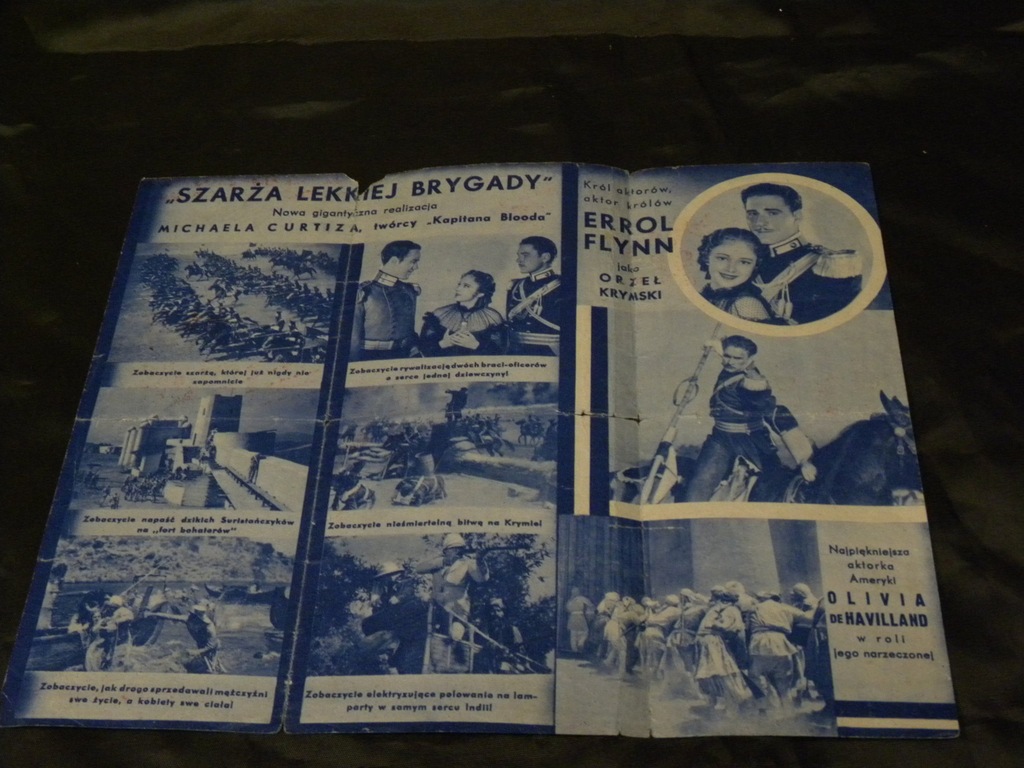 „SZARŻA LEKKIEJ BRYGADY"
Nowa gigantyczna realizacja
MICHAELA CURTIZA, twórcy „Kapitana Blooda"
Zobaczycie szarżę, której już nigdy nie
zapomnicie
Zobaczycie rywalizację dwóch braci-oficerów
o serce jednej dziewczyny!
Zobaczycie napaść dzikich Suristańczyków
na „fort bohaterów"
Zobaczycie nieśmiertelną bitwę na Krymie!
Zobaczycie, jak drogo sprzedawali mężczyźni
swe życie, a kobiety swe ciała!
Zobaczycie elektryzujące polowanie na lam-
party w samym sercu Indii!
Król aktorów,
aktor królów
ERROL
FLYNN
jako
ORZEŁ
KRYMSKI
Najpiękniejsza
aktorka
Ameryki
OLIVIA
DE HAVILLAND
w roli
jego narzeczonej